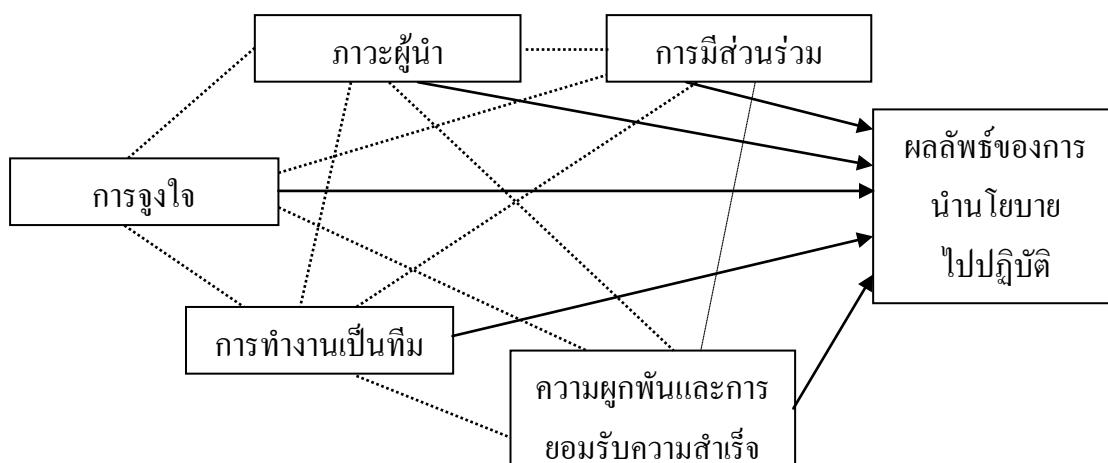 ภาวะผู้นำ
การมีส่วนร่วม
การจูงใจ
ผลลัพธ์ของการ
นำนโยบาย
ไปปฏิบัติ
การทำงานเป็นทีม
ความผูกพันและการ
ยอมรับความสำเร็จ